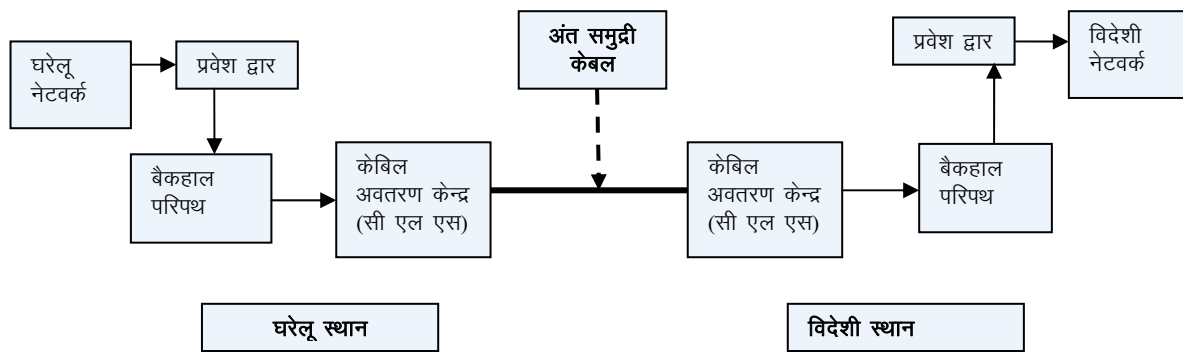 घरेलू
नेटवर्क
प्रवेश द्वार
बैकहाल
परिपथ
केबिल
अवतरण केन्द्र
(सी एल एस)
अंत समुद्री
केबल
केबिल
अवतरण केन्द्र
(सी एल एस)
बैकहाल
परिपथ
प्रवेश द्वार
विदेशी
नेटवर्क
घरेलू स्थान
विदेशी स्थान